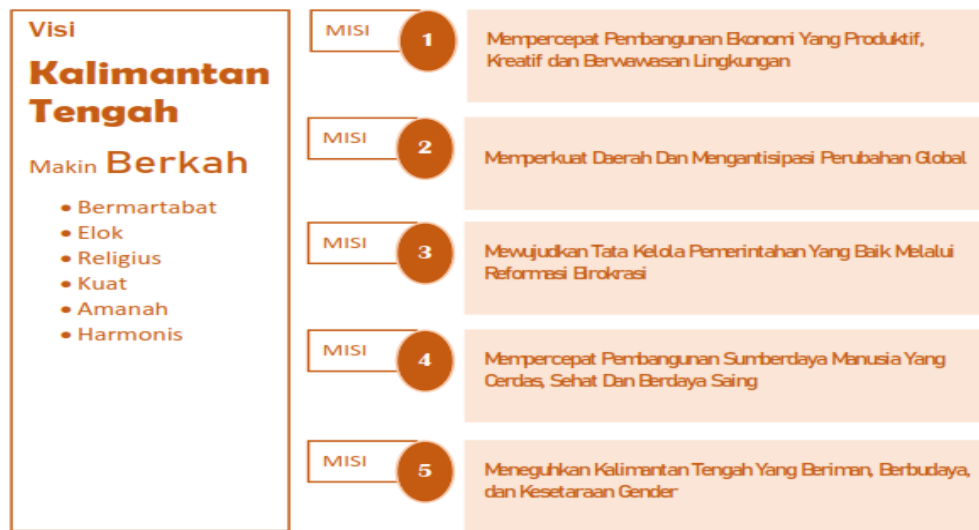 Visi
Kalimantan
Tengah
Makin Berkah
• Bermartabat
• Elok
• Religius
• Kuat
• Amanah
• Harmonis
MISI 1
Mempercepat Pembangunan Ekonomi Yang Produktif,
Kreatif dan Berwawasan Lingkungan
MISI 2
Memperkuat Daerah Dan Mengantisipasi Perubahan Global
MISI 3
Mewujudkan Tata Kelola Pemerintahan Yang Baik Melalui
Reformasi Birokrasi
MISI 4
Mempercepat Pembangunan Sumberdaya Manusia Yang
Cerdas, Sehat Dan Berdaya Saing
MISI 5
Meneguhkan Kalimantan Tengah Yang Beriman, Berbudaya,
dan Kesetaraan Gender